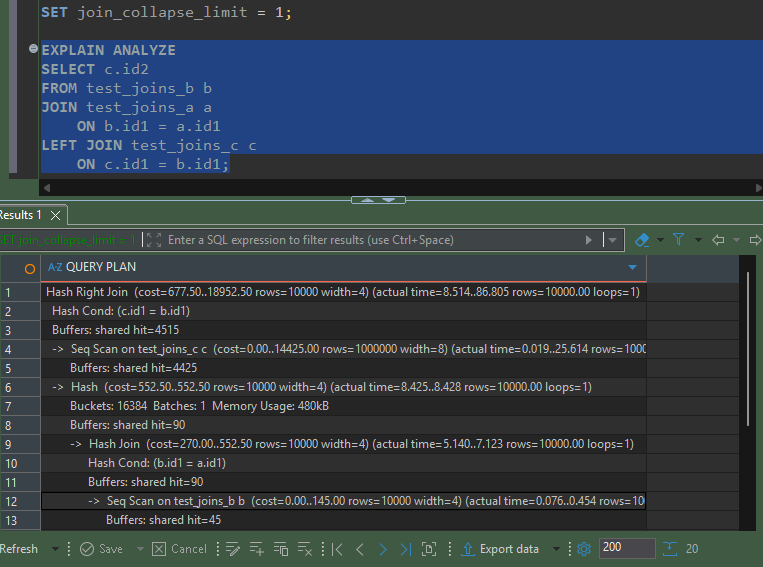 SET join_collapse_limit = 1;
EXPLAIN ANALYZE
SELECT c.id2
FROM test_joins_b b
JOIN test_joins_a a
ON b.id1 = a.id1
LEFT JOIN test_joins_c c
ON c.id1 = b.id1;
Results 1
SET join_collapse_limit = 1
Enter a SQL expression to filter results (use Ctrl+Space)
A-Z QUERY PLAN
1 Hash Right Join (cost=677.50..18952.50 rows=10000 width=4) (actual time=8.514..86.805 rows=10000.00 loops=1)
2 Hash Cond: (c.id1 = b.id1)
3 Buffers: shared hit=4515
4 -> Seq Scan on test_joins_c c (cost=0.00..14425.00 rows=1000000 width=8) (actual time=0.019..25.614 rows=1000
5 Buffers: shared hit=4425
6 -> Hash (cost=552.50..552.50 rows=10000 width=4) (actual time=8.425..8.428 rows=10000.00 loops=1)
7 Buckets: 16384 Batches: 1 Memory Usage: 480kB
8 Buffers: shared hit=90
9 -> Hash Join (cost=270.00..552.50 rows=10000 width=4) (actual time=5.140..7.123 rows=10000.00 loops=1)
10 Hash Cond: (b.id1 = a.id1)
11 Buffers: shared hit=90
12 -> Seq Scan on test_joins_b b (cost=0.00..145.00 rows=10000 width=4) (actual time=0.076..0.454 rows=10
13 Buffers: shared hit=45
Refresh Save Cancel Export data 200 20